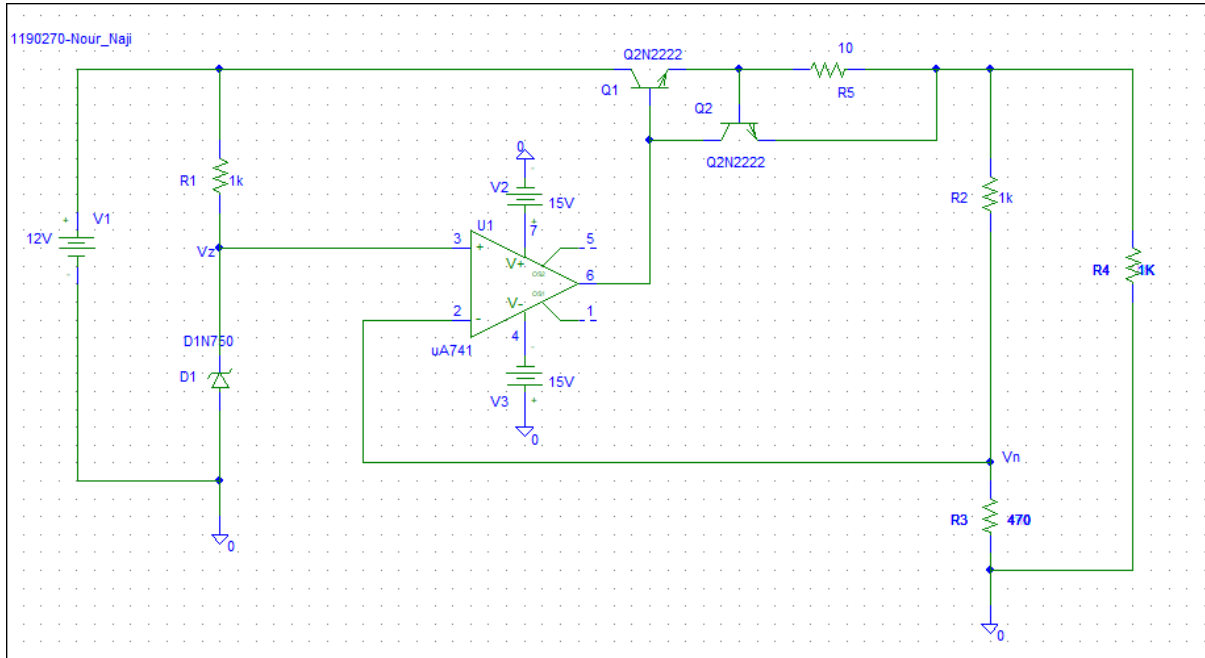 1190270-Nour_Naji
Q2N2222
10
Q1
R5
Q2
Q2N2222
0
R1
1k
V2
15V
R2
1k
+
V1
-
12V
U1
+
7
5
Vz
3
+
V+
OS2
6
R4
1K
OS1
V-
2
-
1
uA741
4
-
D1N750
D1
15V
V3
+
0
Vn
R3
470
0
0